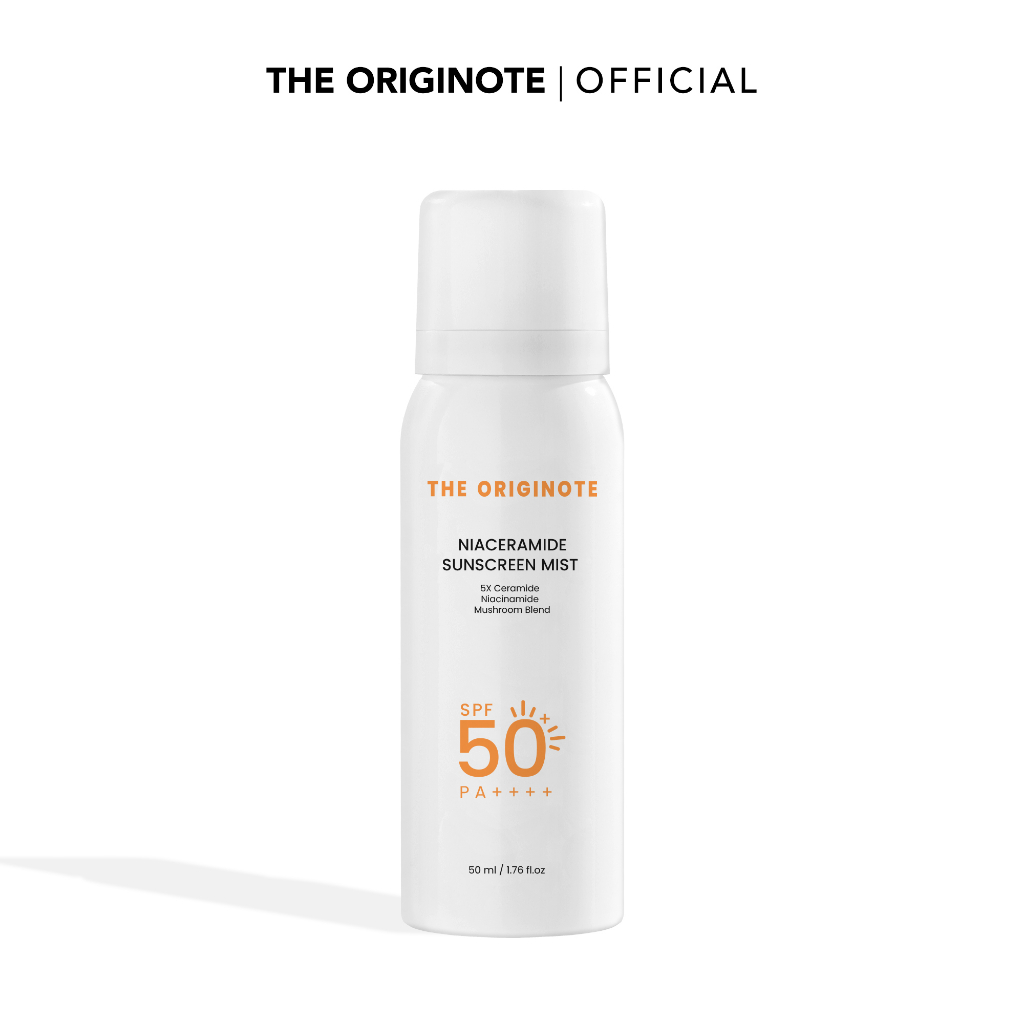 THE ORIGINOTE | OFFICIAL
THE ORIGINOTE
NIACERAMIDE
SUNSCREEN MIST
5X Ceramide
Niacinamide
Mushroom Blend
SPF
50+
PA++++
50 ml / 1.76 fl.oz